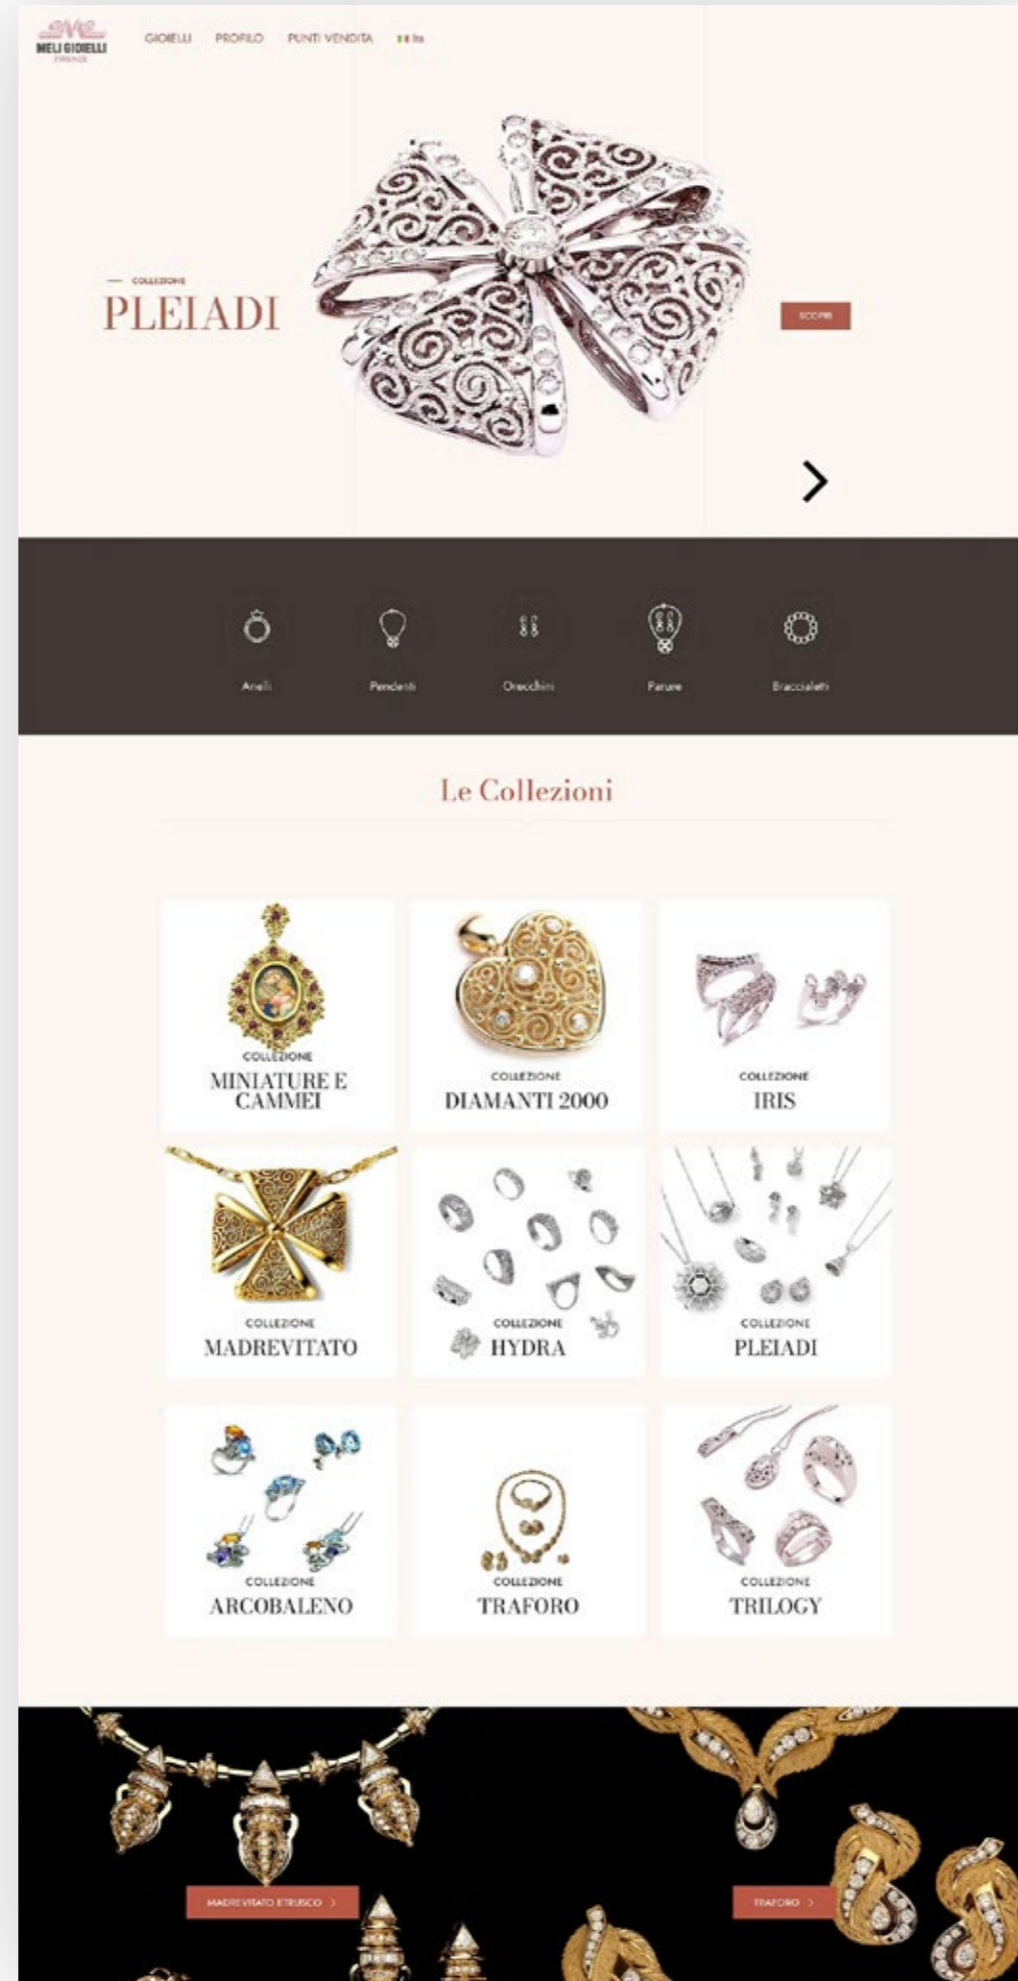 MELI GIOIELLI
FIRENZE
GIOIELLI PROFILO PUNTI VENDITA Ita
COLLEZIONE
PLEIADI
SCOPRI
Anelli Pendenti Orecchini Parure Braccialetti
Le Collezioni
COLLEZIONE
MINIATURE E
CAMMEI
COLLEZIONE
DIAMANTI 2000
COLLEZIONE
IRIS
COLLEZIONE
MADREVITATO
COLLEZIONE
HYDRA
COLLEZIONE
PLEIADI
COLLEZIONE
ARCOBALENO
COLLEZIONE
TRAFORO
COLLEZIONE
TRILOGY
MADREVITATO ETRUSCO >
TRAFORO >